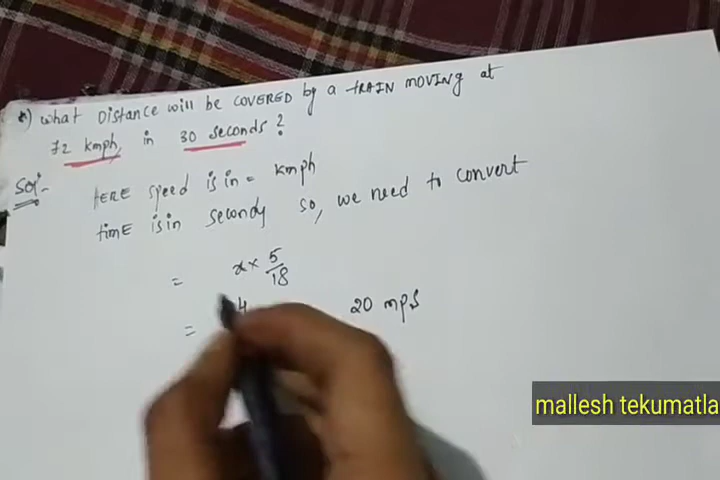 *) what Distance will be COVERED by a TRAIN MOVING at
72 kmph, in 30 seconds?
Sol:-
HERE speed is in = kmph
timE is in seconds so, we need to convert
= x × 5/18
= 4 20 mps
mallesh tekumatla